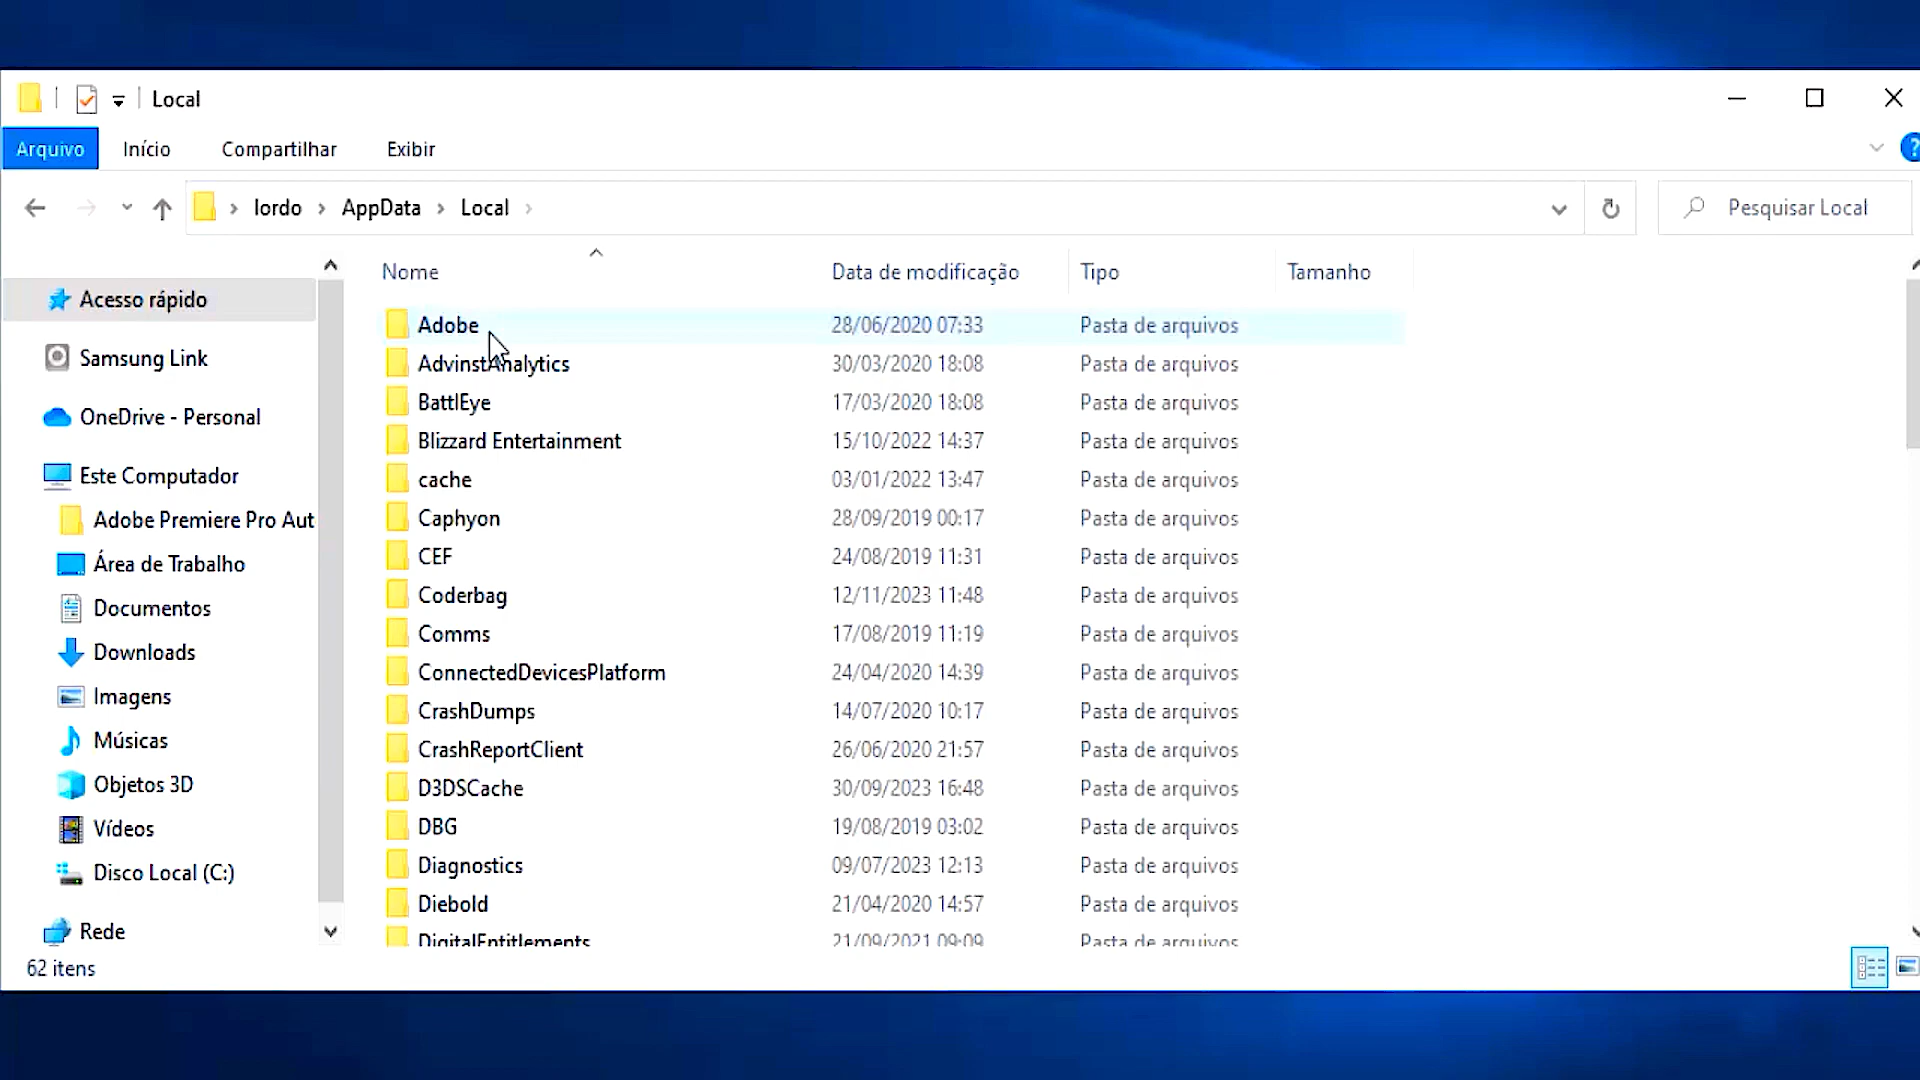 Local
Arquivo Início Compartilhar Exibir ?
lordo AppData Local Pesquisar Local
Nome Data de modificação Tipo Tamanho
Acesso rápido
Samsung Link
OneDrive - Personal
Este Computador
Adobe Premiere Pro Aut
Área de Trabalho
Documentos
Downloads
Imagens
Músicas
Objetos 3D
Vídeos
Disco Local (C:)
Rede
Adobe 28/06/2020 07:33 Pasta de arquivos
AdvinstAnalytics 30/03/2020 18:08 Pasta de arquivos
BattlEye 17/03/2020 18:08 Pasta de arquivos
Blizzard Entertainment 15/10/2022 14:37 Pasta de arquivos
cache 03/01/2022 13:47 Pasta de arquivos
Caphyon 28/09/2019 00:17 Pasta de arquivos
CEF 24/08/2019 11:31 Pasta de arquivos
Coderbag 12/11/2023 11:48 Pasta de arquivos
Comms 17/08/2019 11:19 Pasta de arquivos
ConnectedDevicesPlatform 24/04/2020 14:39 Pasta de arquivos
CrashDumps 14/07/2020 10:17 Pasta de arquivos
CrashReportClient 26/06/2020 21:57 Pasta de arquivos
D3DSCache 30/09/2023 16:48 Pasta de arquivos
DBG 19/08/2019 03:02 Pasta de arquivos
Diagnostics 09/07/2023 12:13 Pasta de arquivos
Diebold 21/04/2020 14:57 Pasta de arquivos
DigitalEntitlements 21/09/2021 09:09 Pasta de arquivos
62 itens